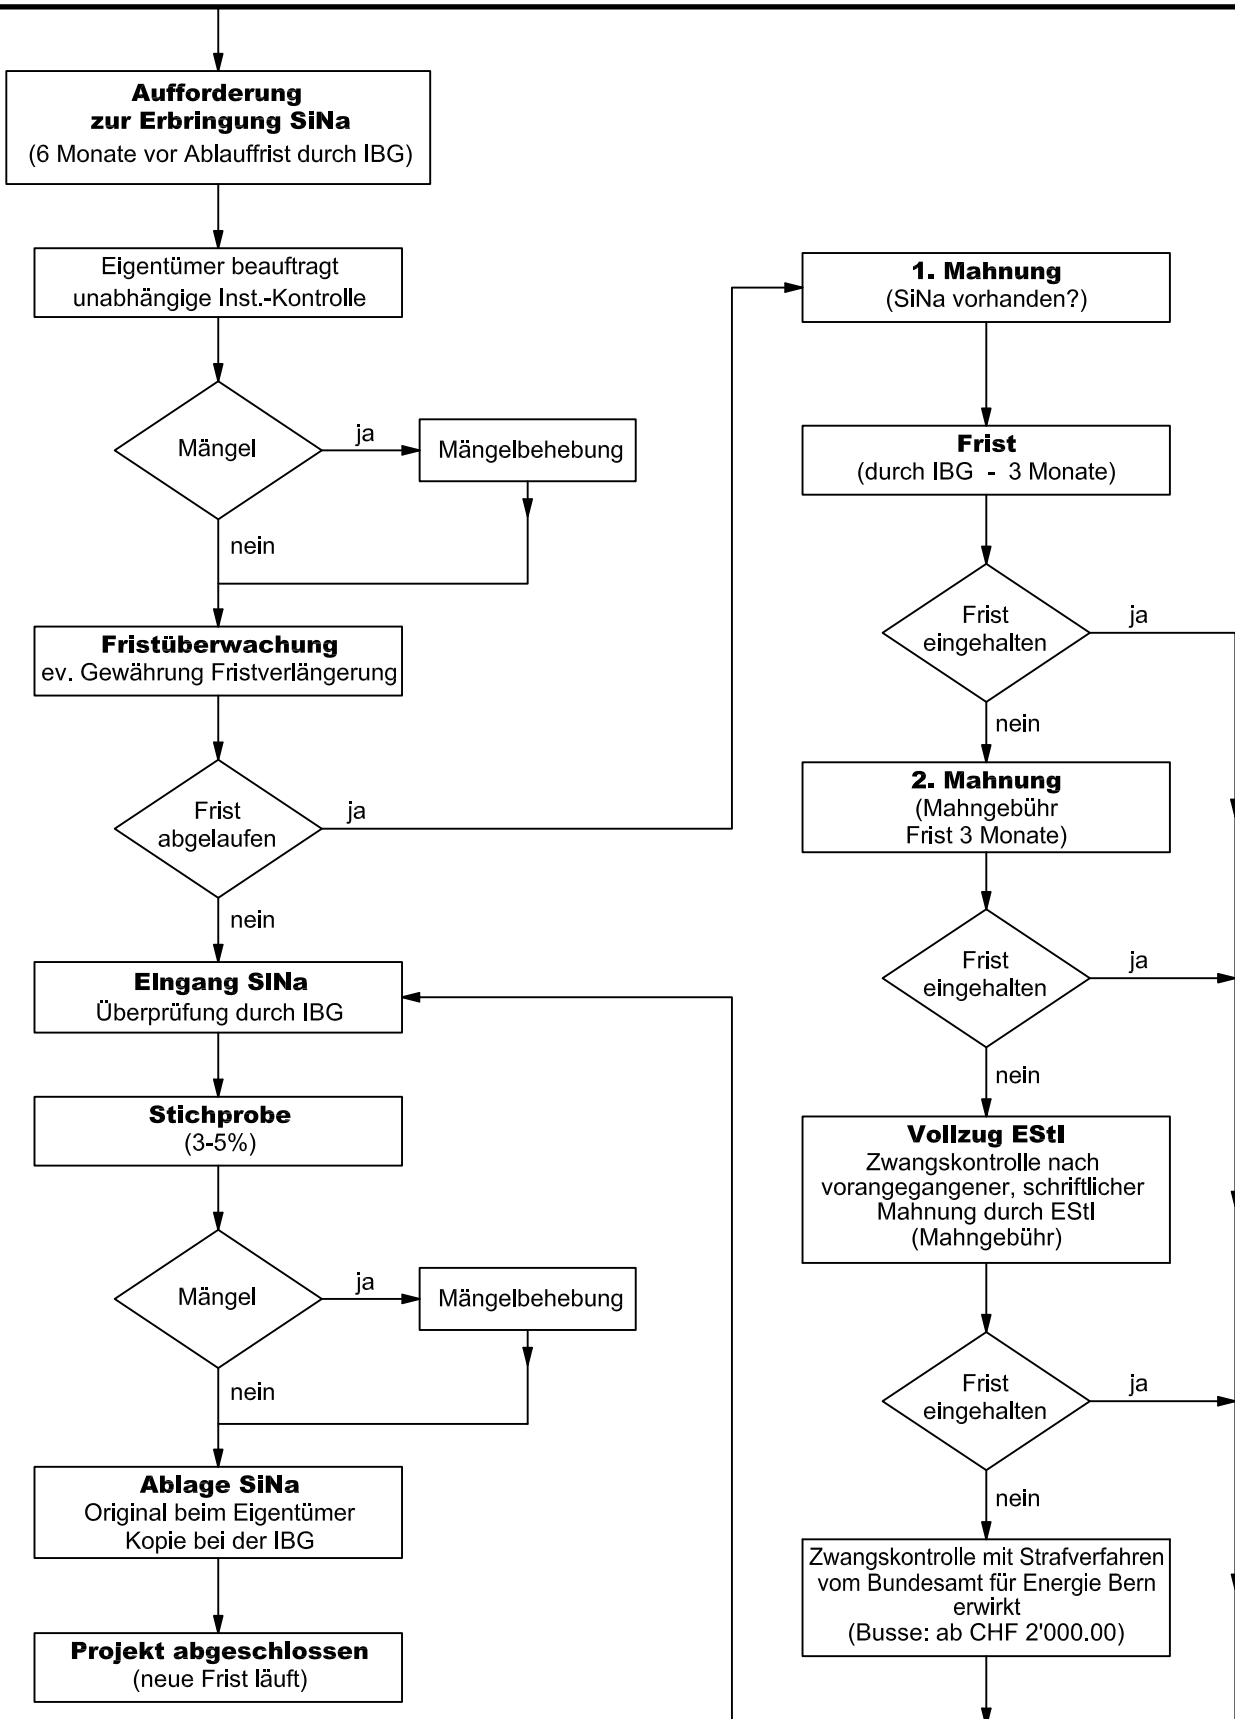 Aufforderung
zur Erbringung SiNa
(6 Monate vor Ablauffrist durch IBG)
Eigentümer beauftragt
unabhängige Inst.-Kontrolle
Mängel
ja
Mängelbehebung
nein
Fristüberwachung
ev. Gewährung Fristverlängerung
Frist
abgelaufen
ja
nein
EIngang SINa
Überprüfung durch IBG
Stichprobe
(3-5%)
Mängel
ja
Mängelbehebung
nein
Ablage SiNa
Original beim Eigentümer
Kopie bei der IBG
Projekt abgeschlossen
(neue Frist läuft)
1. Mahnung
(SiNa vorhanden?)
Frist
(durch IBG - 3 Monate)
Frist
eingehalten
ja
nein
2. Mahnung
(Mahngebühr
Frist 3 Monate)
Frist
eingehalten
ja
nein
Vollzug EStI
Zwangskontrolle nach
vorangegangener, schriftlicher
Mahnung durch EStI
(Mahngebühr)
Frist
eingehalten
ja
nein
Zwangskontrolle mit Strafverfahren
vom Bundesamt für Energie Bern
erwirkt
(Busse: ab CHF 2'000.00)